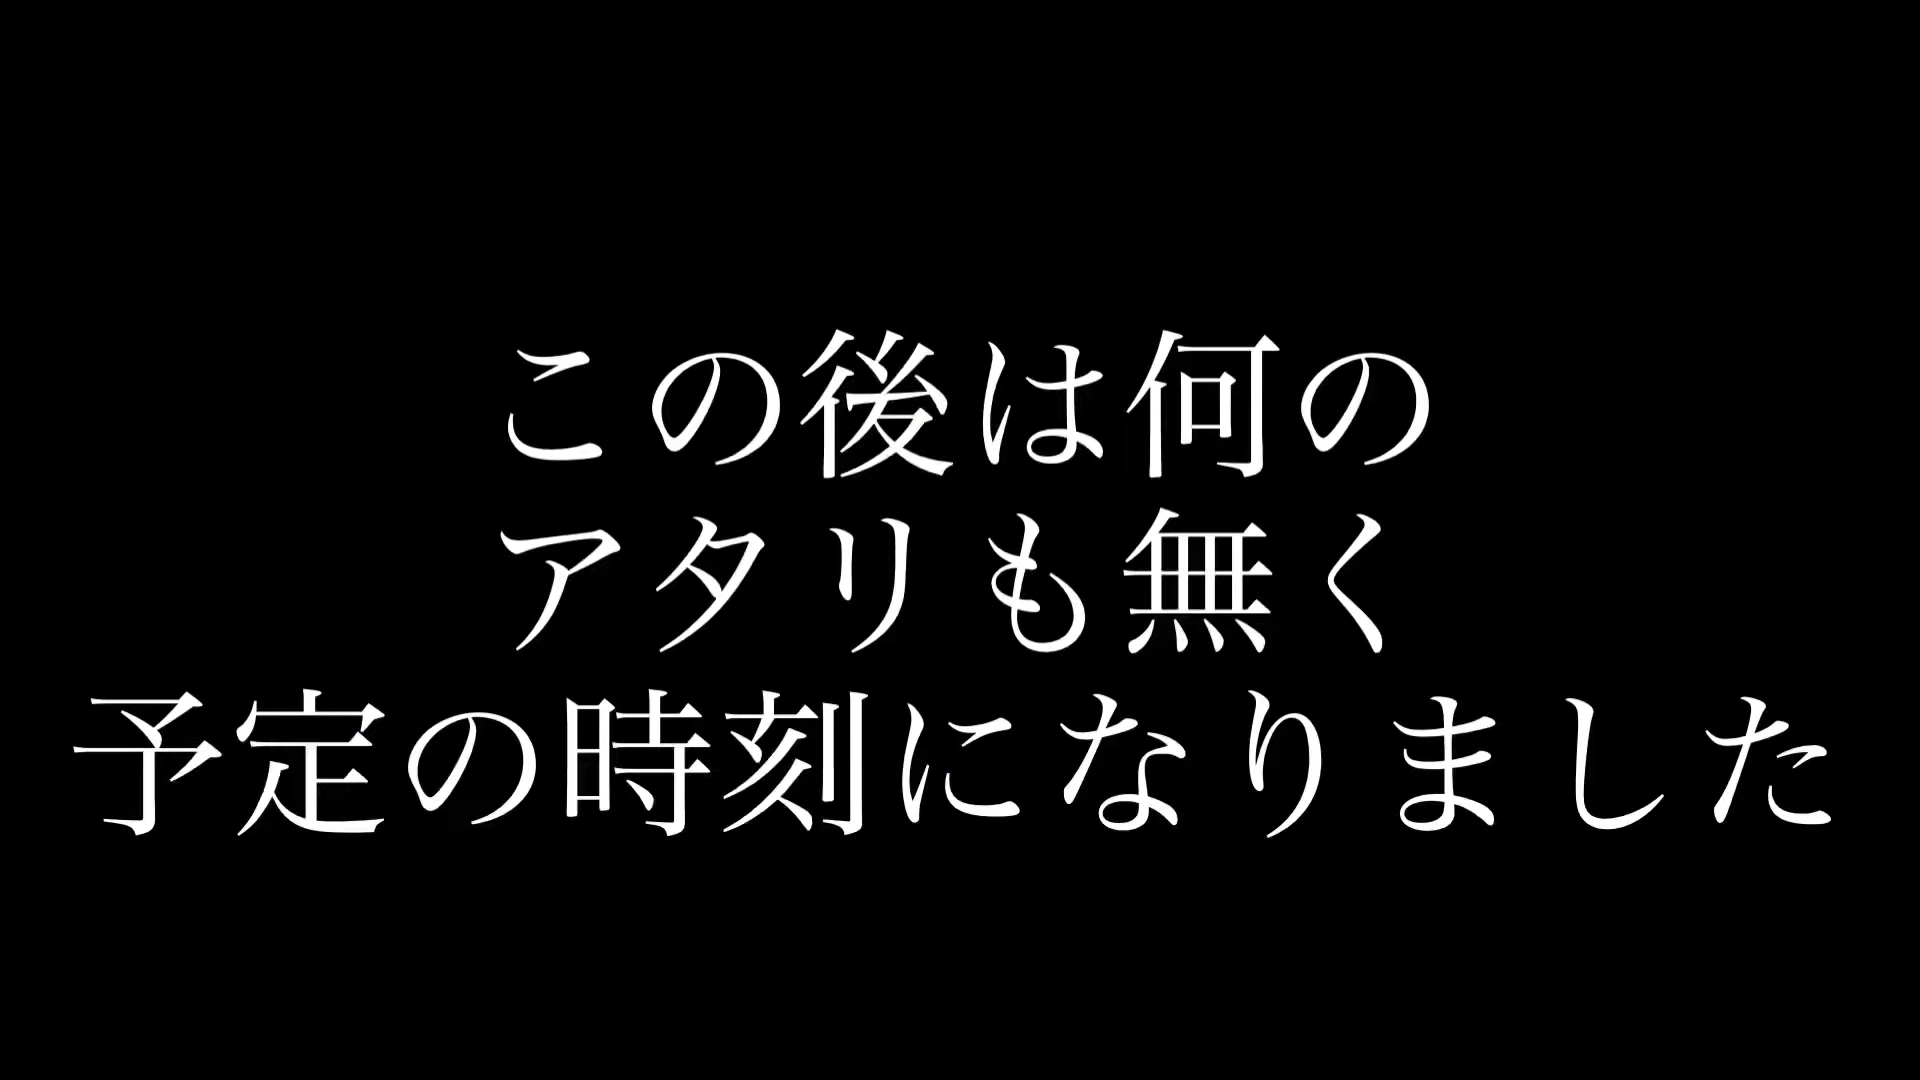 この後は何の
アタリも無く
予定の時刻になりました